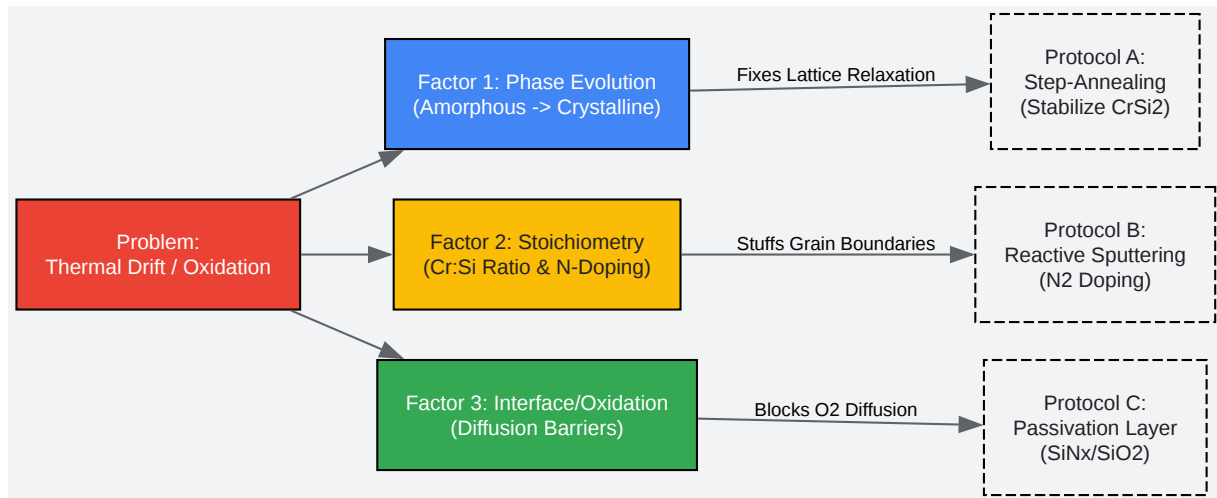 Problem:
Thermal Drift / Oxidation
Factor 1: Phase Evolution
(Amorphous -> Crystalline)
Fixes Lattice Relaxation
Protocol A:
Step-Annealing
(Stabilize CrSi2)
Factor 2: Stoichiometry
(Cr:Si Ratio & N-Doping)
Stuffs Grain Boundaries
Protocol B:
Reactive Sputtering
(N2 Doping)
Factor 3: Interface/Oxidation
(Diffusion Barriers)
Blocks O2 Diffusion
Protocol C:
Passivation Layer
(SiNx/SiO2)